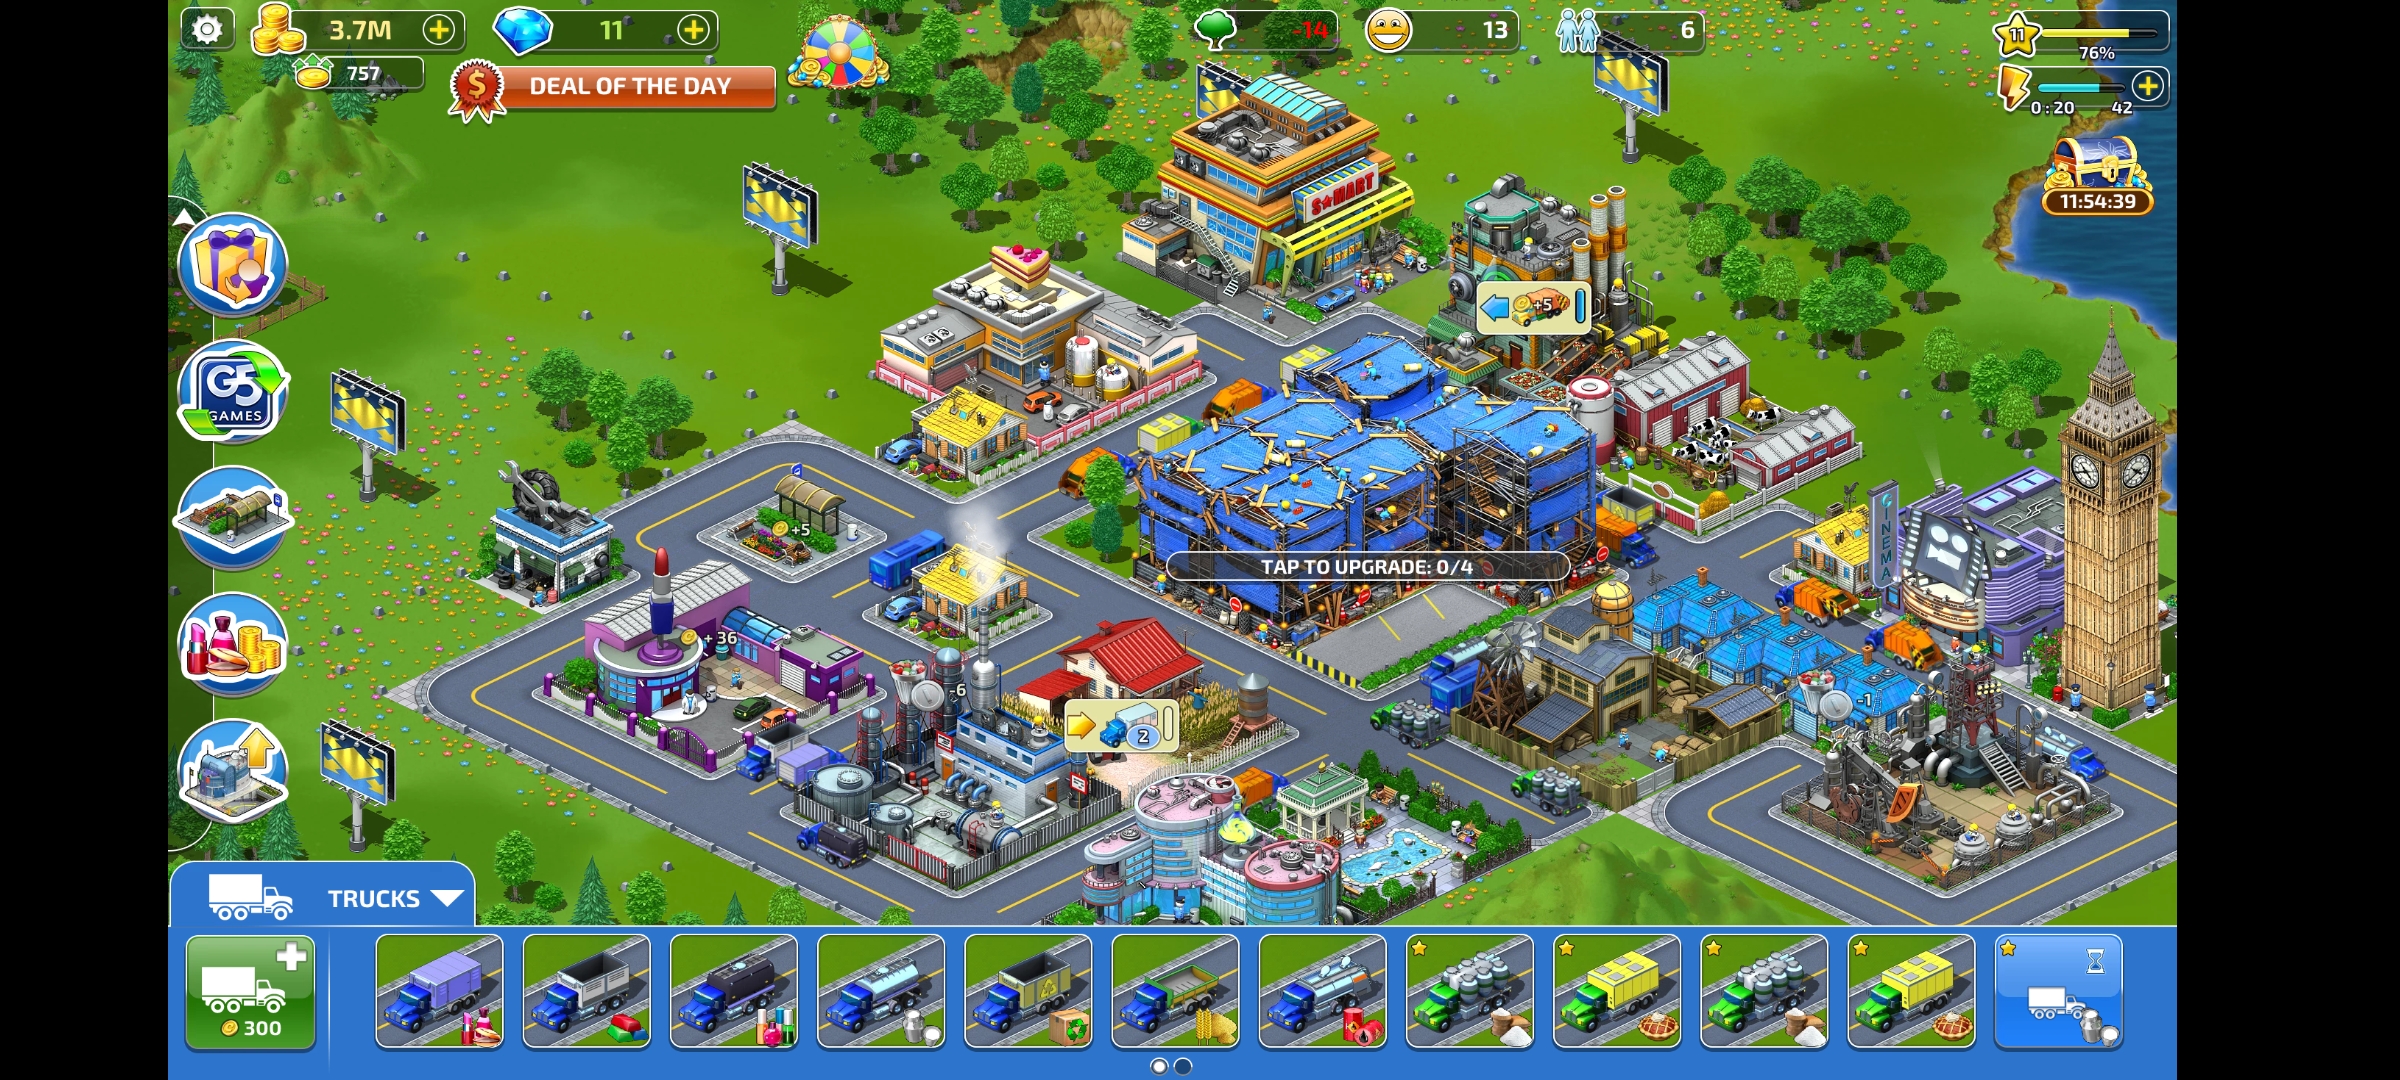 3.7M
11
-14
13
6
11
76%
757
DEAL OF THE DAY
0:20
42
11:54:39
S★MART
+5
G5
GAMES
CINEMA
+5
TAP TO UPGRADE: 0/4
+36
-6
-1
2
TRUCKS
300